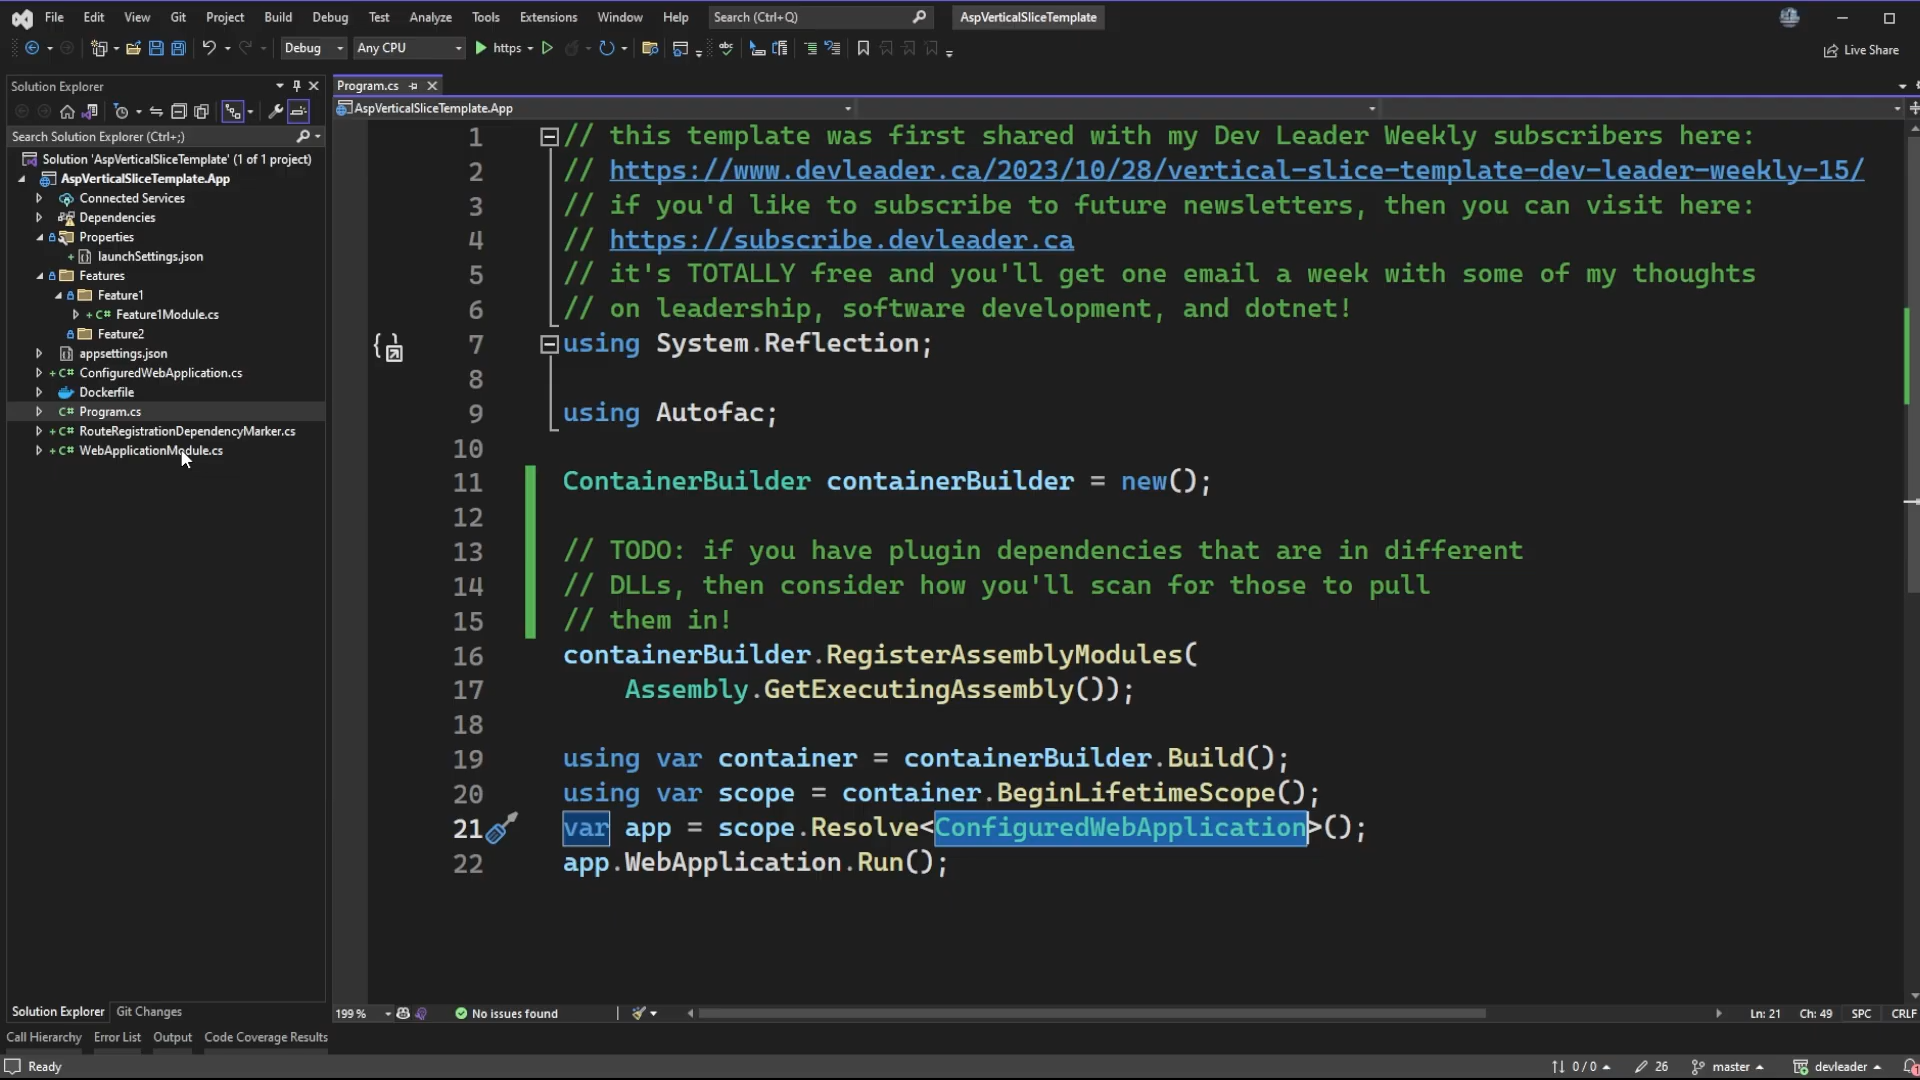 File Edit View Git Project Build Debug Test Analyze Tools Extensions Window Help Search (Ctrl+Q) AspVerticalSliceTemplate
Debug Any CPU https Live Share
Solution Explorer
Search Solution Explorer (Ctrl+;)
Solution 'AspVerticalSliceTemplate' (1 of 1 project)
AspVerticalSliceTemplate.App
Connected Services
Dependencies
Properties
launchSettings.json
Features
Feature1
Feature1Module.cs
Feature2
appsettings.json
ConfiguredWebApplication.cs
Dockerfile
Program.cs
RouteRegistrationDependencyMarker.cs
WebApplicationModule.cs
Program.cs
AspVerticalSliceTemplate.App
1 // this template was first shared with my Dev Leader Weekly subscribers here:
2 // https://www.devleader.ca/2023/10/28/vertical-slice-template-dev-leader-weekly-15/
3 // if you'd like to subscribe to future newsletters, then you can visit here:
4 // https://subscribe.devleader.ca
5 // it's TOTALLY free and you'll get one email a week with some of my thoughts
6 // on leadership, software development, and dotnet!
7 using System.Reflection;
8
9 using Autofac;
10
11 ContainerBuilder containerBuilder = new();
12
13 // TODO: if you have plugin dependencies that are in different
14 // DLLs, then consider how you'll scan for those to pull
15 // them in!
16 containerBuilder.RegisterAssemblyModules(
17 Assembly.GetExecutingAssembly());
18
19 using var container = containerBuilder.Build();
20 using var scope = container.BeginLifetimeScope();
21 var app = scope.Resolve<ConfiguredWebApplication>();
22 app.WebApplication.Run();
Solution Explorer Git Changes
199 % No issues found Ln: 21 Ch: 49 SPC CRLF
Call Hierarchy Error List Output Code Coverage Results
Ready 0 / 0 26 master devleader 1